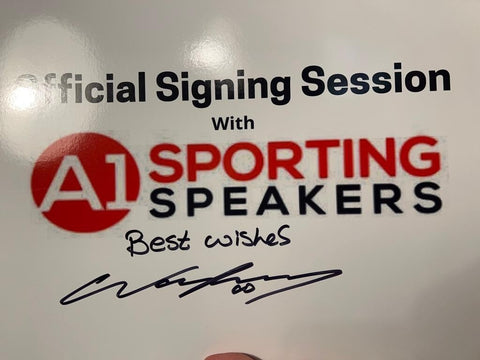 Official Signing Session
With
A1 SPORTING
SPEAKERS
Best wishes